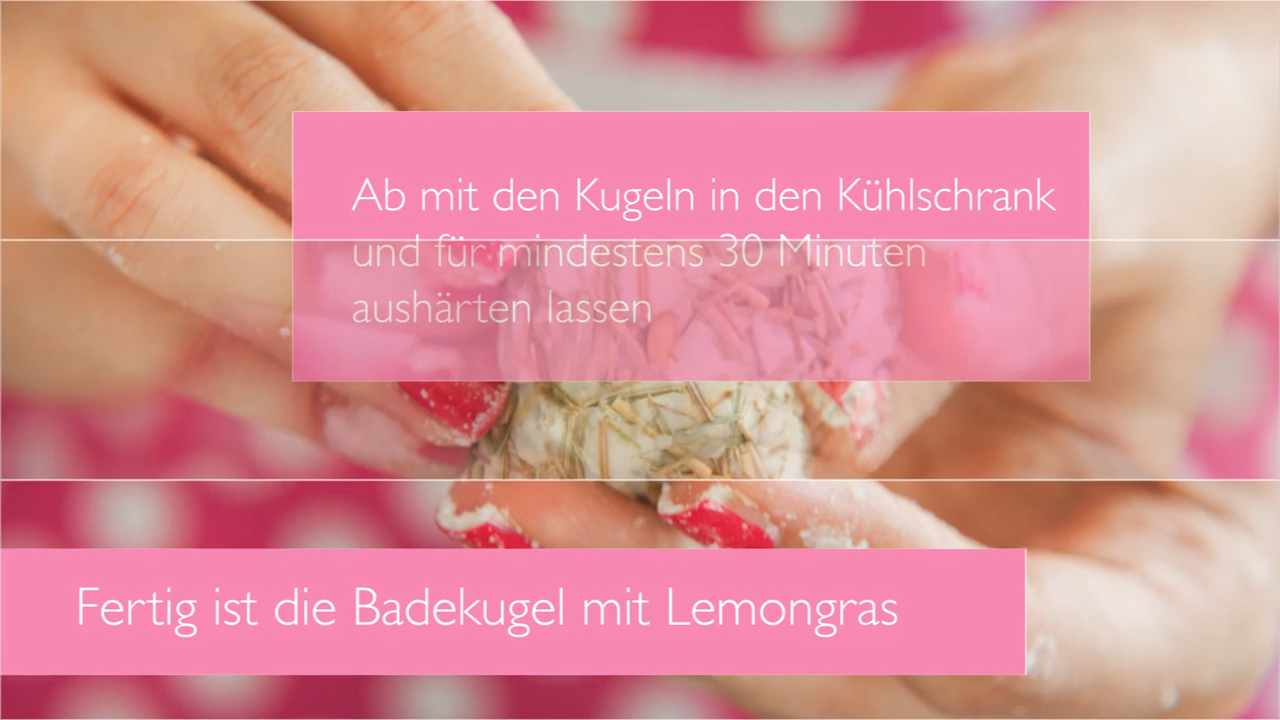 Ab mit den Kugeln in den Kühlschrank
und für mindestens 30 Minuten
aushärten lassen
Fertig ist die Badekugel mit Lemongras